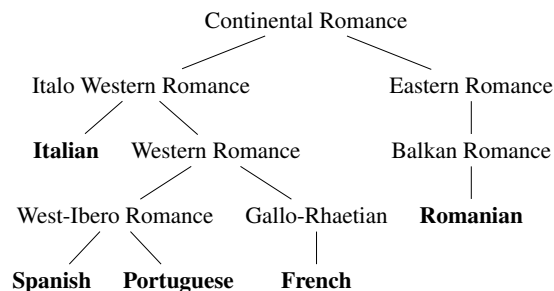 Continental Romance
Italo Western Romance Eastern Romance
Italian Western Romance Balkan Romance
West-Ibero Romance Gallo-Rhaetian Romanian
Spanish Portuguese French